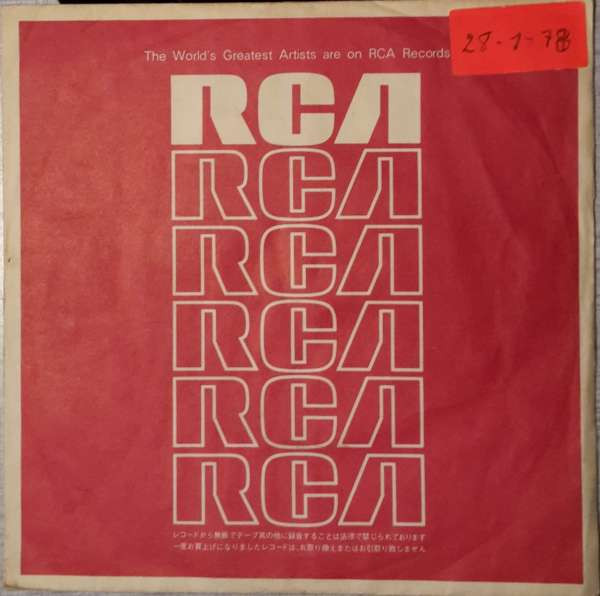 The World's Greatest Artists are on RCA Records
28-1-78
RCA
RCA
RCA
RCA
RCA
RCA
レコードから無断でテープ其の他に録音することは法律で禁じられております
一度お買上げになりましたレコードは、お取り換えまたはお引取り致しません